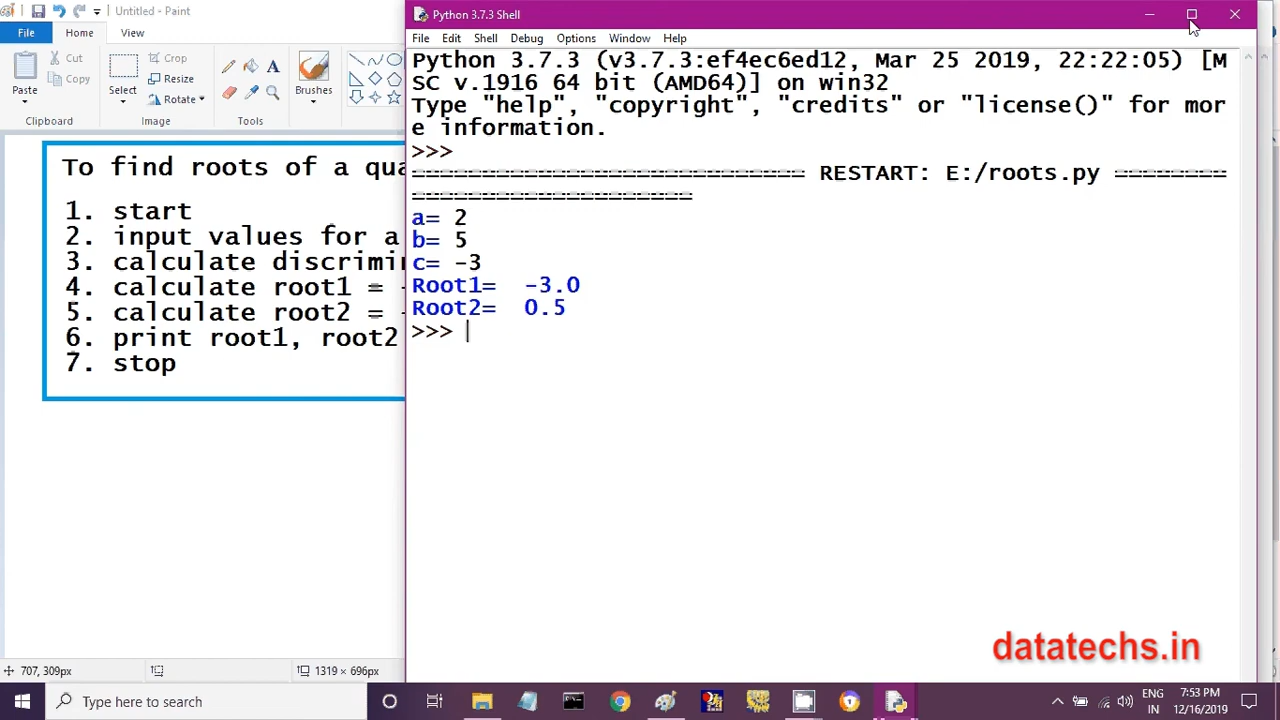 Untitled - Paint
File
Home
View
Paste
Cut
Copy
Clipboard
Select
Crop
Resize
Rotate
Image
Tools
Brushes
To find roots of a qua
1. start
2. input values for a
3. calculate discrimi
4. calculate root1 = -
5. calculate root2 = -
6. print root1, root2
7. stop
707, 309px
1319 × 696px
Python 3.7.3 Shell
File Edit Shell Debug Options Window Help
Python 3.7.3 (v3.7.3:ef4ec6ed12, Mar 25 2019, 22:22:05) [M
SC v.1916 64 bit (AMD64)] on win32
Type "help", "copyright", "credits" or "license()" for mor
e information.
>>>
============================ RESTART: E:/roots.py ========
====================
a= 2
b= 5
c= -3
Root1=  -3.0
Root2=  0.5
>>>
datatechs.in
Type here to search
ENG
IN
7:53 PM
12/16/2019